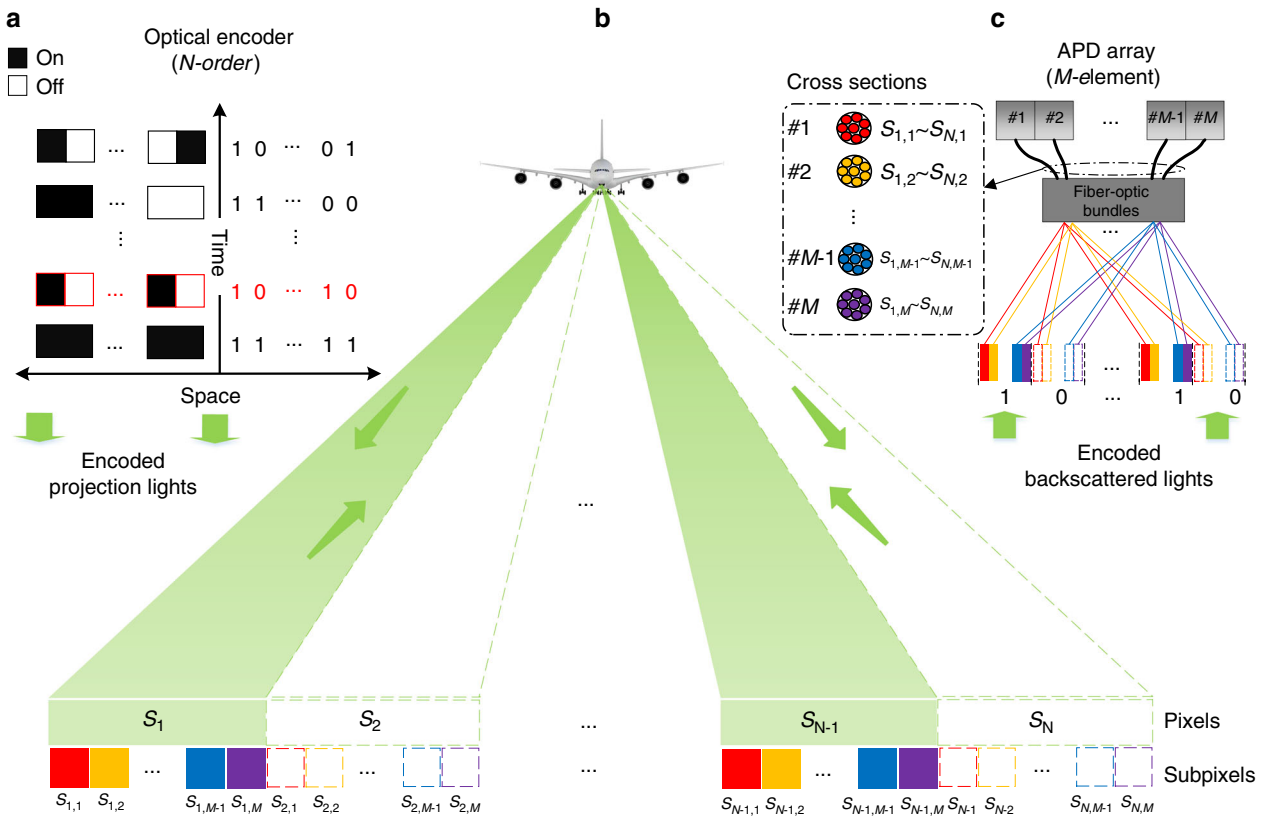 a
On
Off
Optical encoder
(N-order)
1 0 ... 0 1
1 1 ... 0 0
...
1 0 ... 1 0
1 1 ... 1 1
Time
Space
Encoded
projection lights
b
...
c
APD array
(M-element)
#1 #2 ... #M-1 #M
Fiber-optic
bundles
...
Cross sections
#1 S1,1~SN,1
#2 S1,2~SN,2
...
#M-1 S1,M-1~SN,M-1
#M S1,M~SN,M
...
1 0 ... 1 0
Encoded
backscattered lights
S1 S2 ... SN-1 SN Pixels
... ... ... ... ... Subpixels
S1,1 S1,2 S1,M-1 S1,M S2,1 S2,2 S2,M-1 S2,M SN-1,1 SN-1,2 SN-1,M-1 SN-1,M SN-1 SN-2 SN,M-1 SN,M